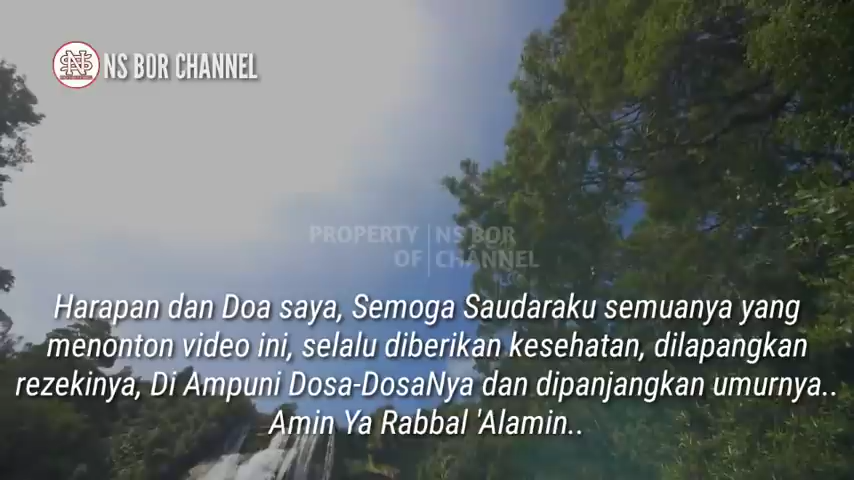 NS BOR CHANNEL
PROPERTY OF | NS BOR CHANNEL
Harapan dan Doa saya, Semoga Saudaraku semuanya yang
menonton video ini, selalu diberikan kesehatan, dilapangkan
rezekinya, Di Ampuni Dosa-DosaNya dan dipanjangkan umurnya..
Amin Ya Rabbal 'Alamin..